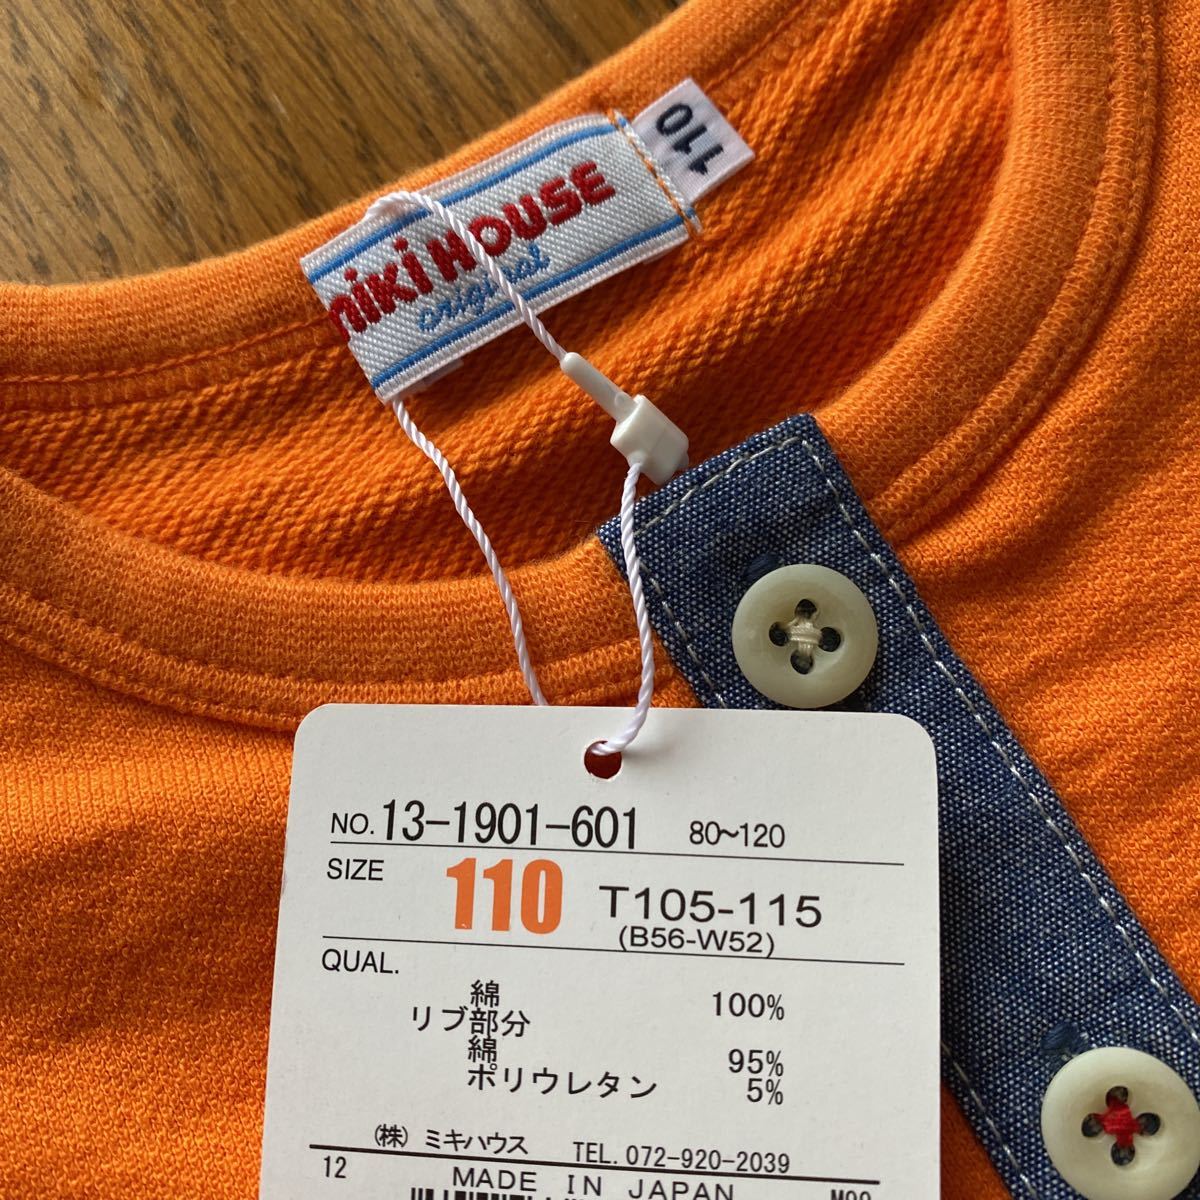 110
miki HOUSE
original
NO. 13-1901-601 80~120
SIZE 110 T105-115
(B56-W52)
QUAL.
綿 100%
リブ部分
綿 95%
ポリウレタン 5%
(株) ミキハウス TEL. 072-920-2039
12 MADE IN JAPAN